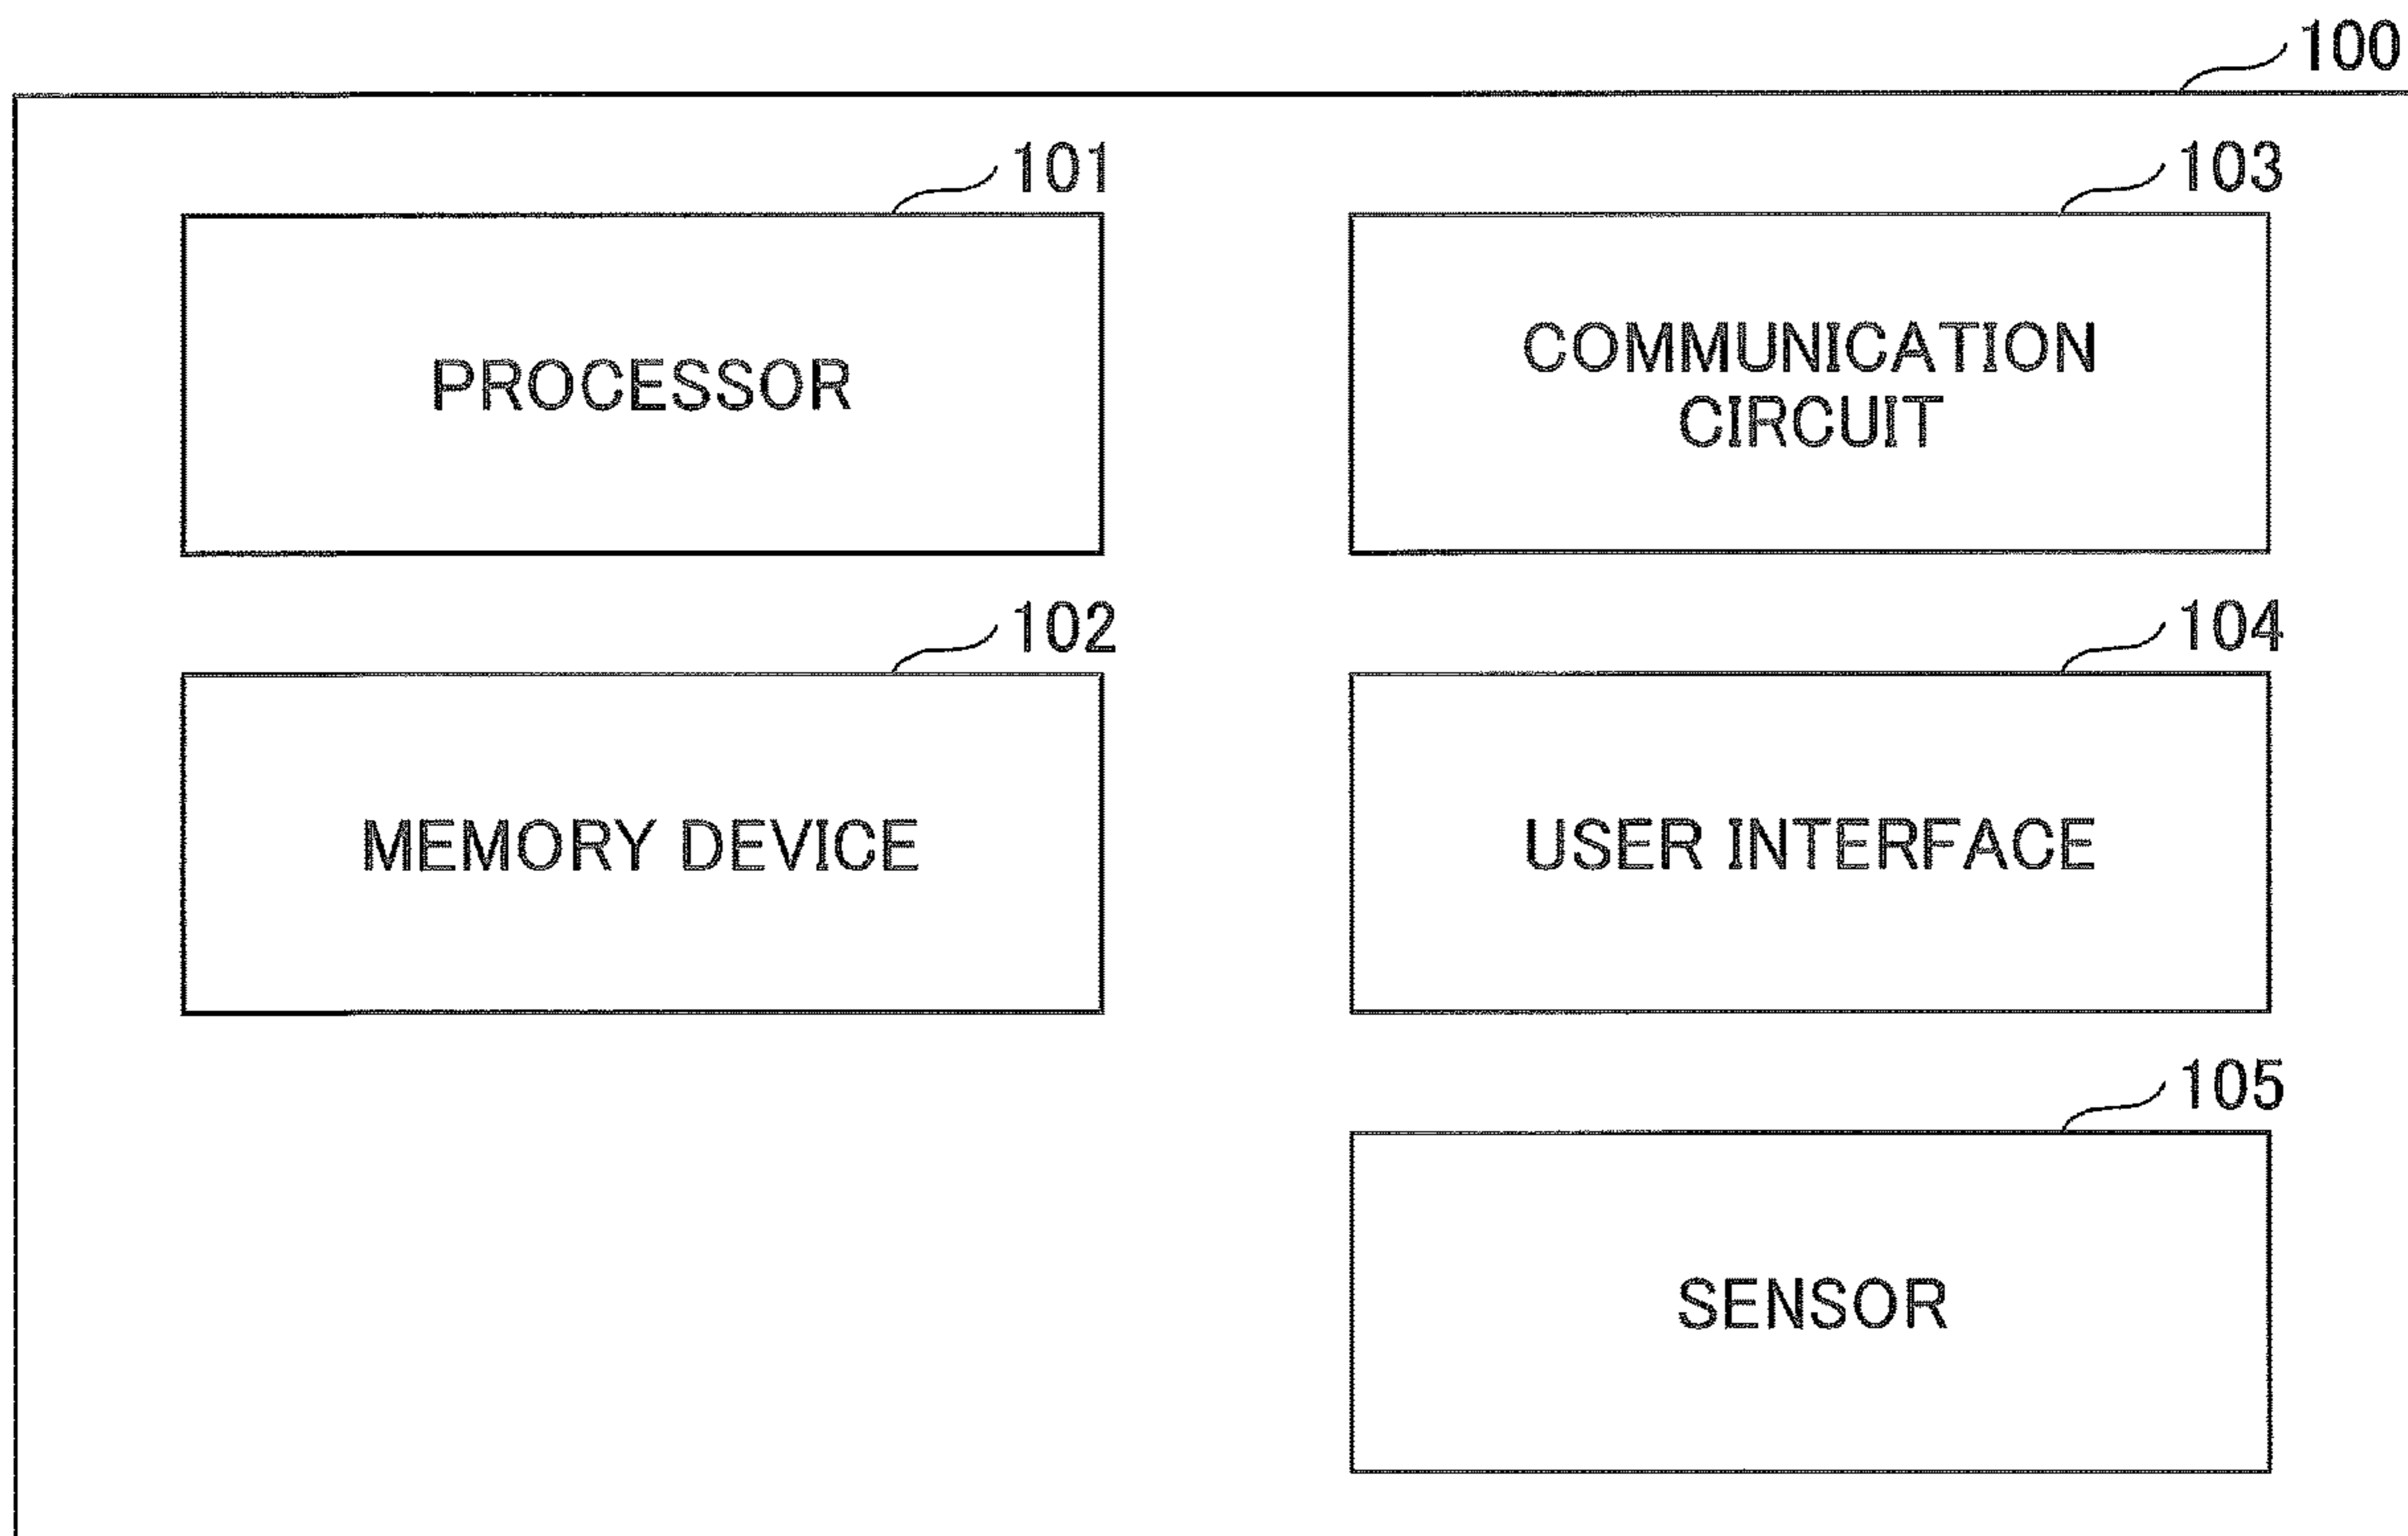 100
101
PROCESSOR
103
COMMUNICATION
CIRCUIT
102
MEMORY DEVICE
104
USER INTERFACE
105
SENSOR